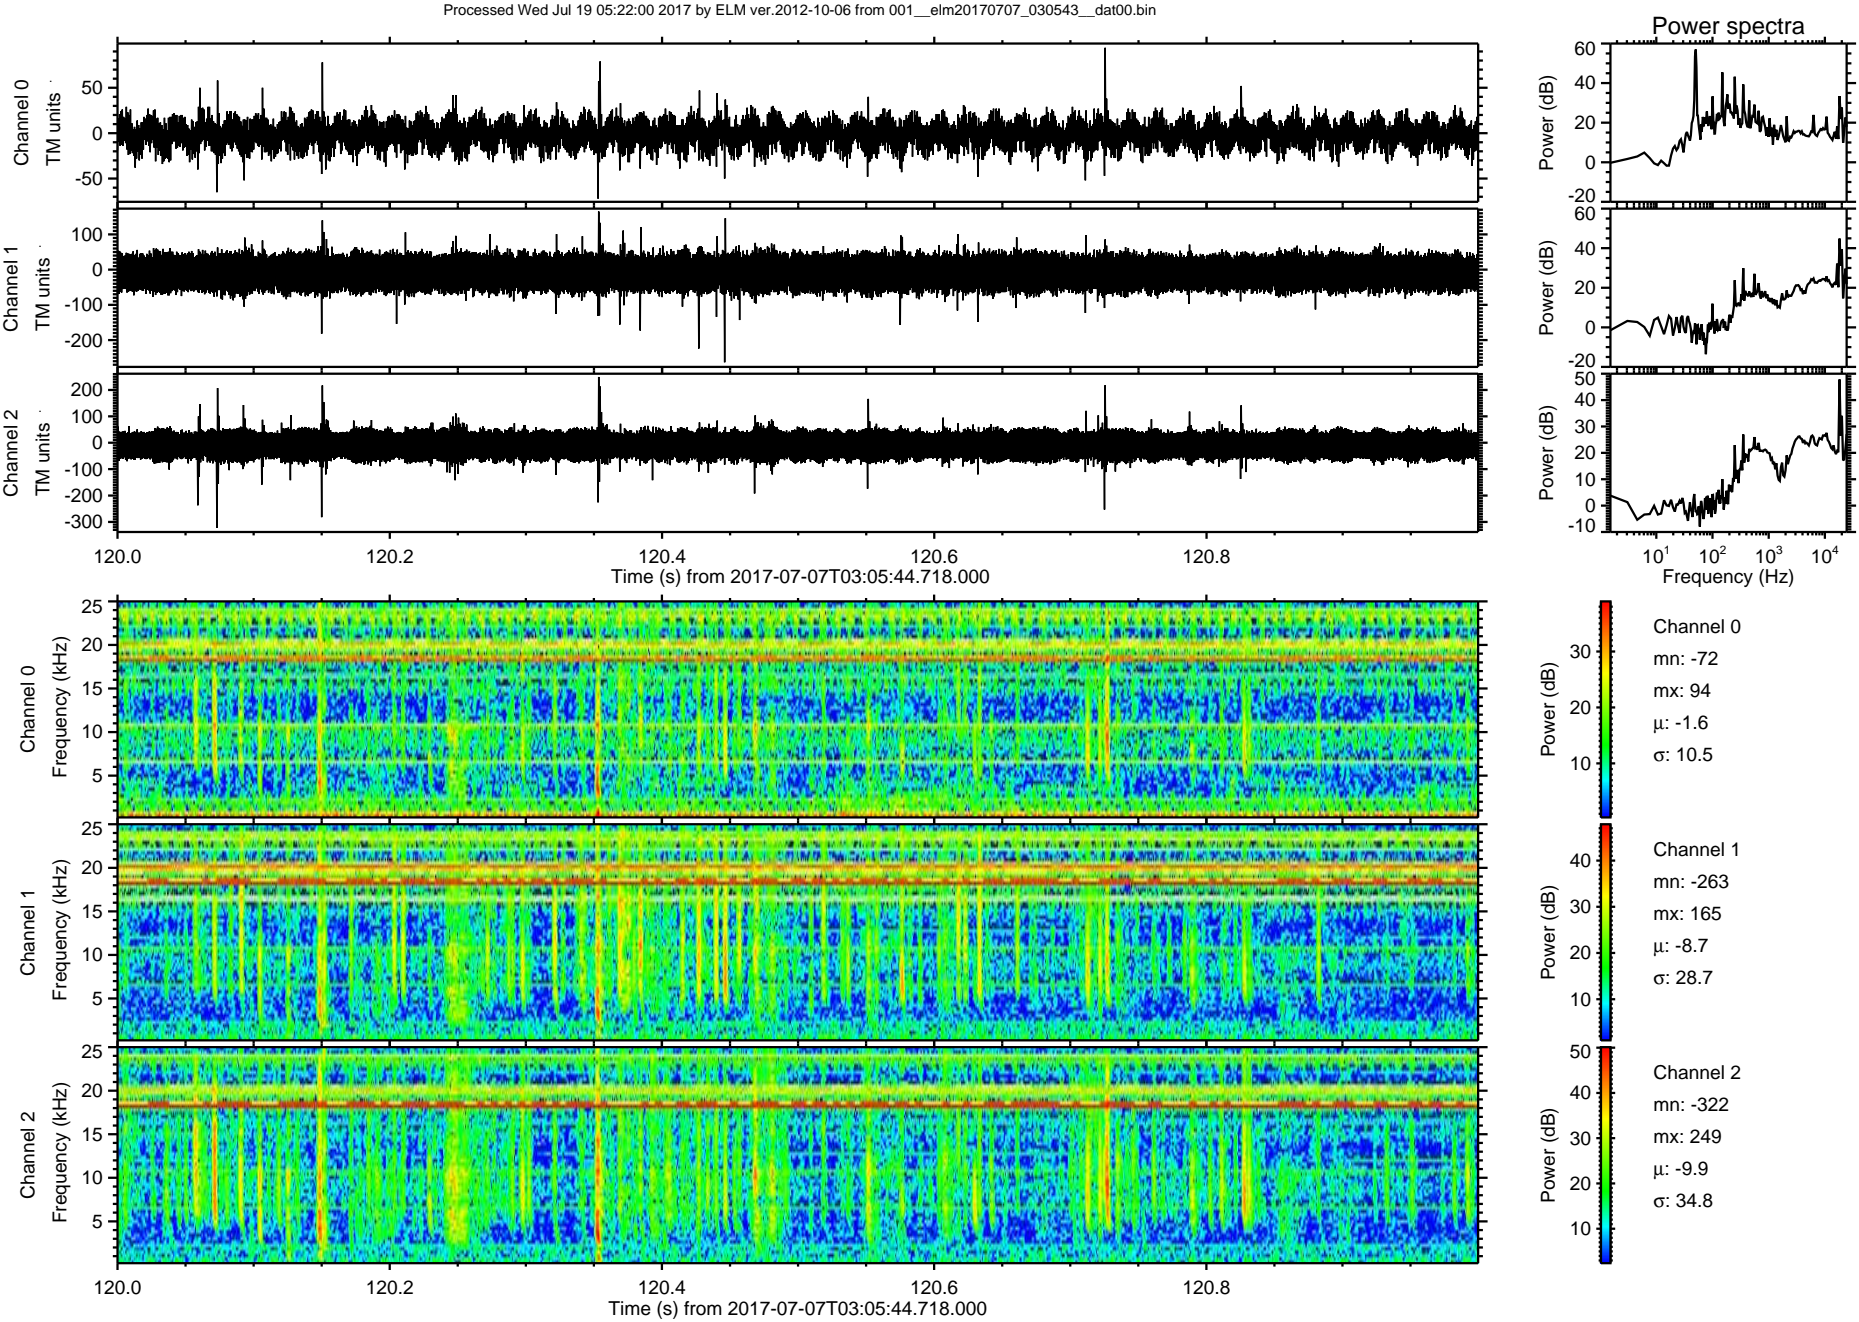 Processed Wed Jul 19 05:22:00 2017 by ELM ver.2012-10-06 from 001__elm20170707_030543__dat00.bin
Power spectra
Channel 0
TM units
50
0
-50
Power (dB)
60
40
20
0
-20
Channel 1
TM units
100
0
-100
-200
Power (dB)
60
40
20
0
-20
Channel 2
TM units
200
100
0
-100
-200
-300
Power (dB)
50
40
30
20
10
0
-10
120.0 120.2 120.4 120.6 120.8
Time (s) from 2017-07-07T03:05:44.718.000
10¹ 10² 10³ 10⁴
Frequency (Hz)
Channel 0
Frequency (kHz)
25
20
15
10
5
Power (dB)
30
20
10
Channel 0
mn: -72
mx: 94
μ: -1.6
σ: 10.5
Channel 1
Frequency (kHz)
25
20
15
10
5
Power (dB)
40
30
20
10
Channel 1
mn: -263
mx: 165
μ: -8.7
σ: 28.7
Channel 2
Frequency (kHz)
25
20
15
10
5
Power (dB)
50
40
30
20
10
Channel 2
mn: -322
mx: 249
μ: -9.9
σ: 34.8
120.0 120.2 120.4 120.6 120.8
Time (s) from 2017-07-07T03:05:44.718.000